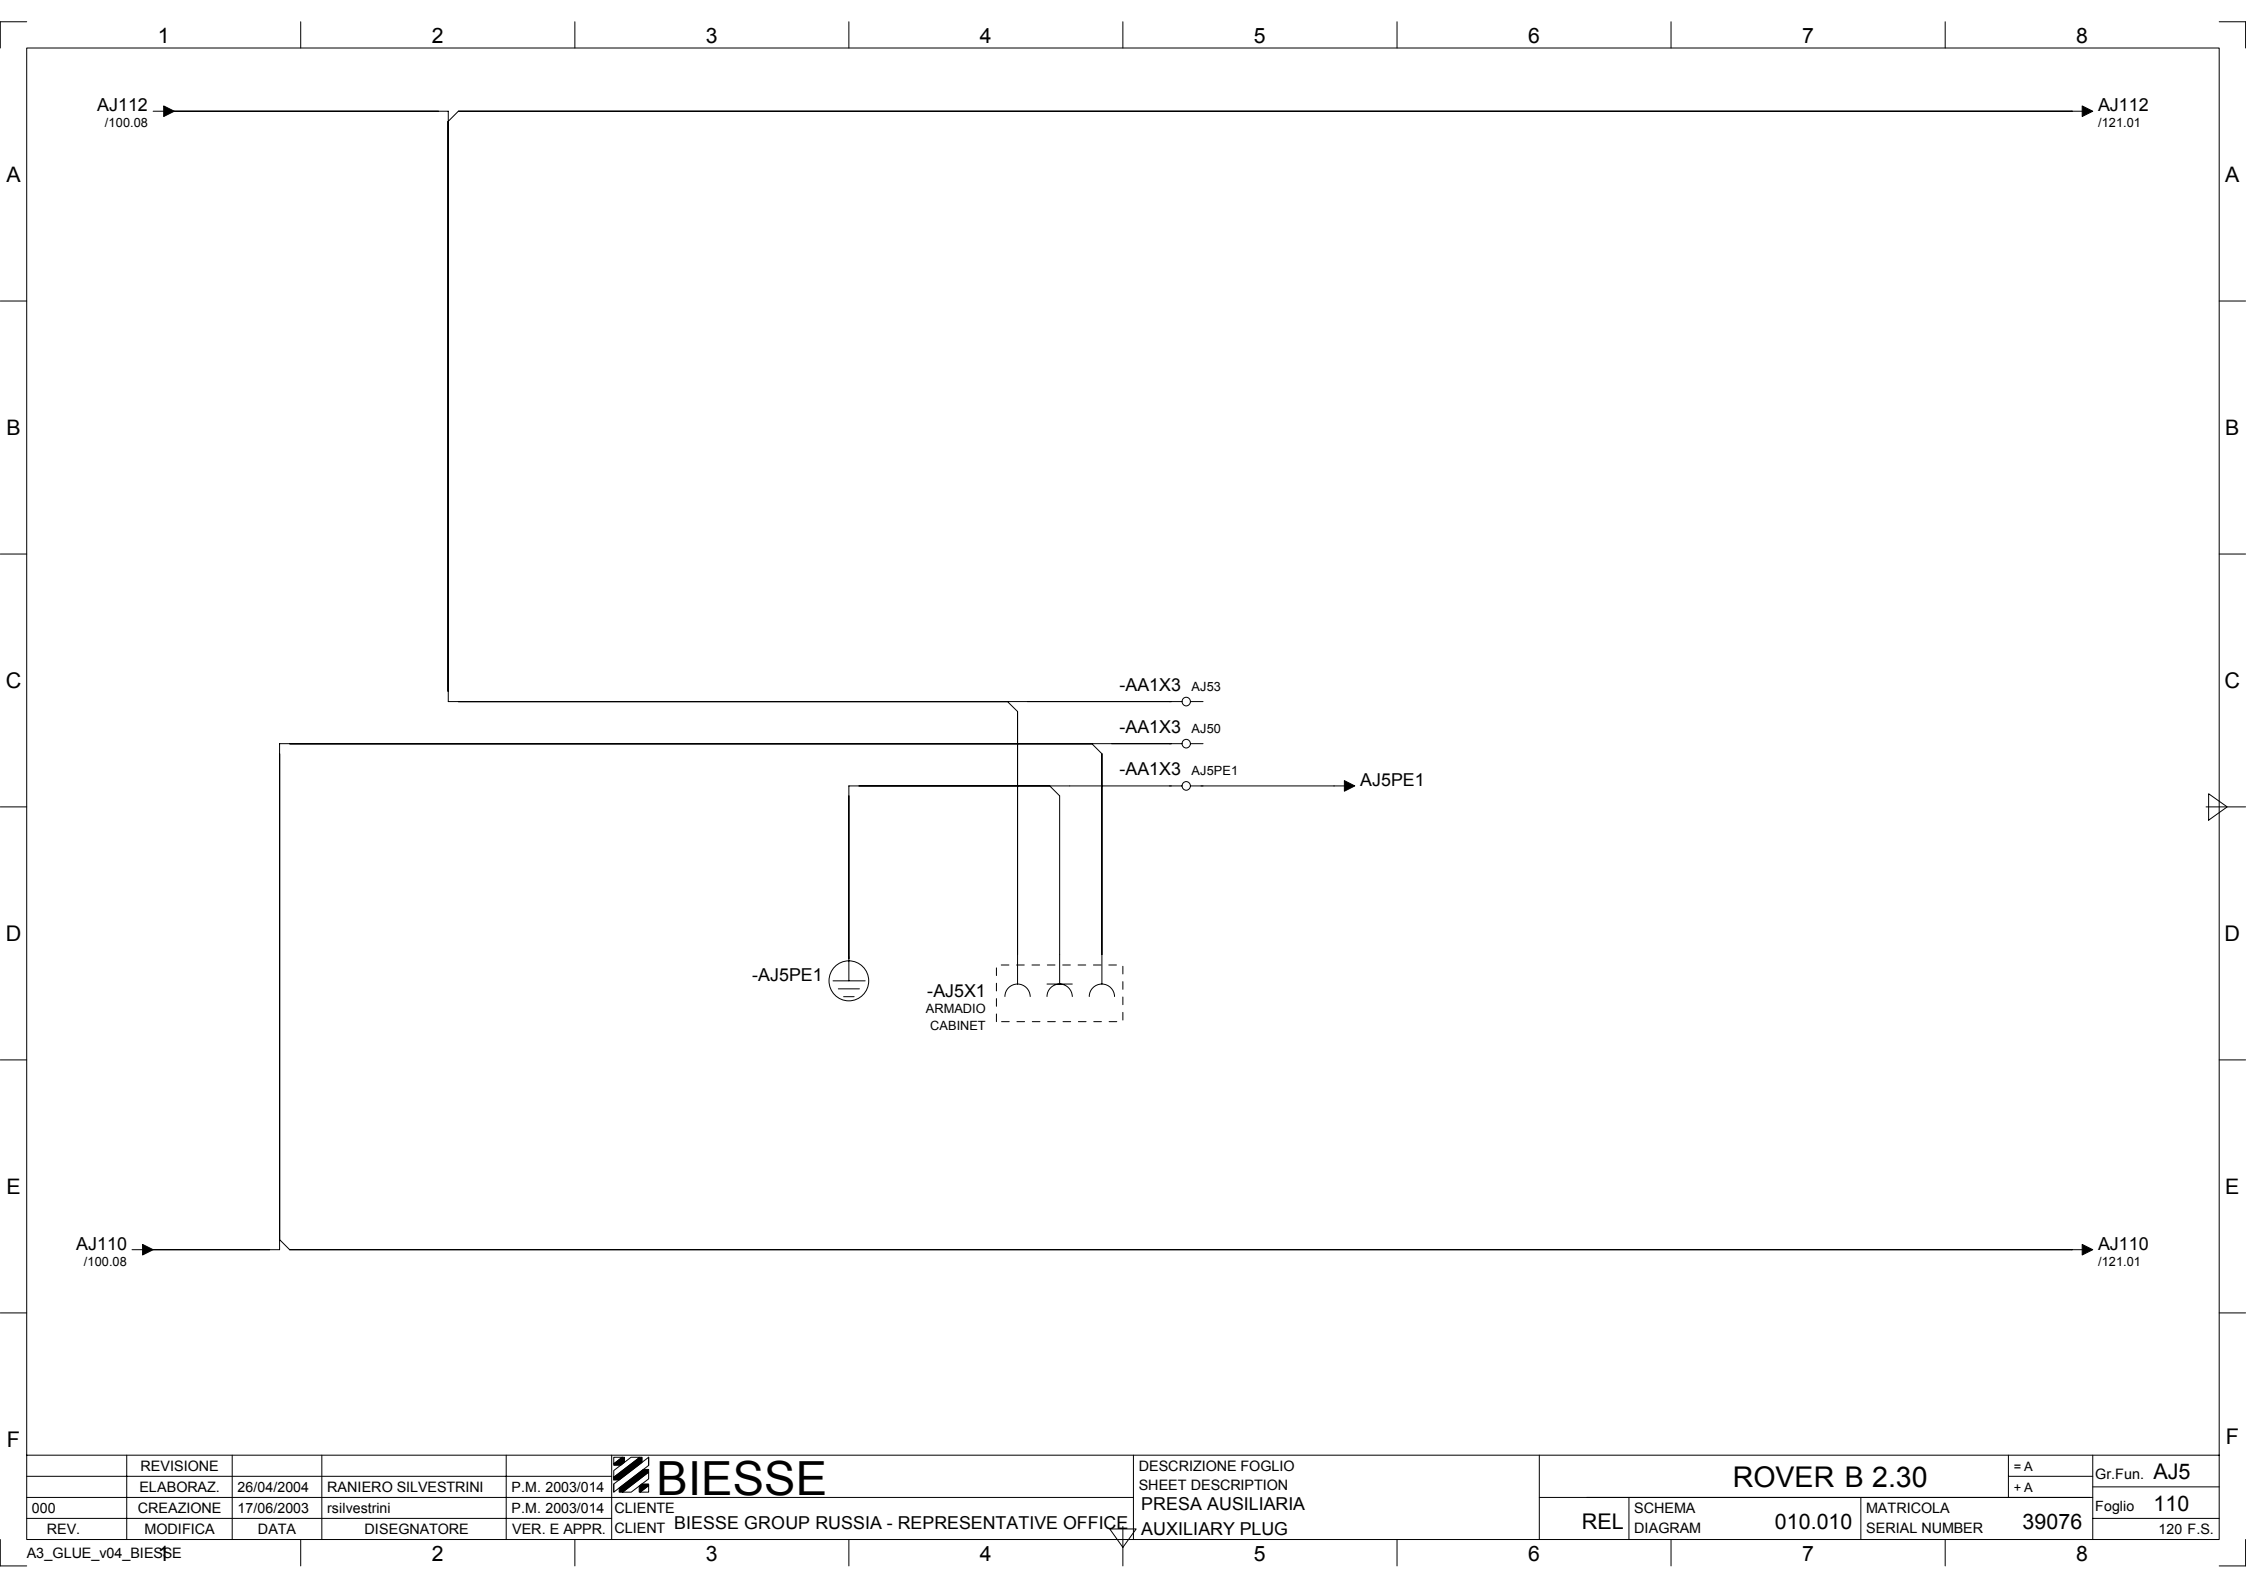 1 2 3 4 5 6 7 8
AJ112
/100.08
AJ112
/121.01
A A
B B
C C
-AA1X3 AJ53
-AA1X3 AJ50
-AA1X3 AJ5PE1
AJ5PE1
D D
-AJ5PE1
-AJ5X1
ARMADIO
CABINET
E E
AJ110
/100.08
AJ110
/121.01
F F
REVISIONE
ELABORAZ. 26/04/2004 RANIERO SILVESTRINI P.M. 2003/014
000 CREAZIONE 17/06/2003 rsilvestrini P.M. 2003/014
REV. MODIFICA DATA DISEGNATORE VER. E APPR.
BIESSE
CLIENTE
CLIENT BIESSE GROUP RUSSIA - REPRESENTATIVE OFFICE
DESCRIZIONE FOGLIO
SHEET DESCRIPTION
PRESA AUSILIARIA
AUXILIARY PLUG
ROVER B 2.30
REL SCHEMA
DIAGRAM 010.010
MATRICOLA
SERIAL NUMBER 39076
= A
+ A
Gr.Fun. AJ5
Foglio 110
120 F.S.
A3_GLUE_v04_BIESSE
1 2 3 4 5 6 7 8